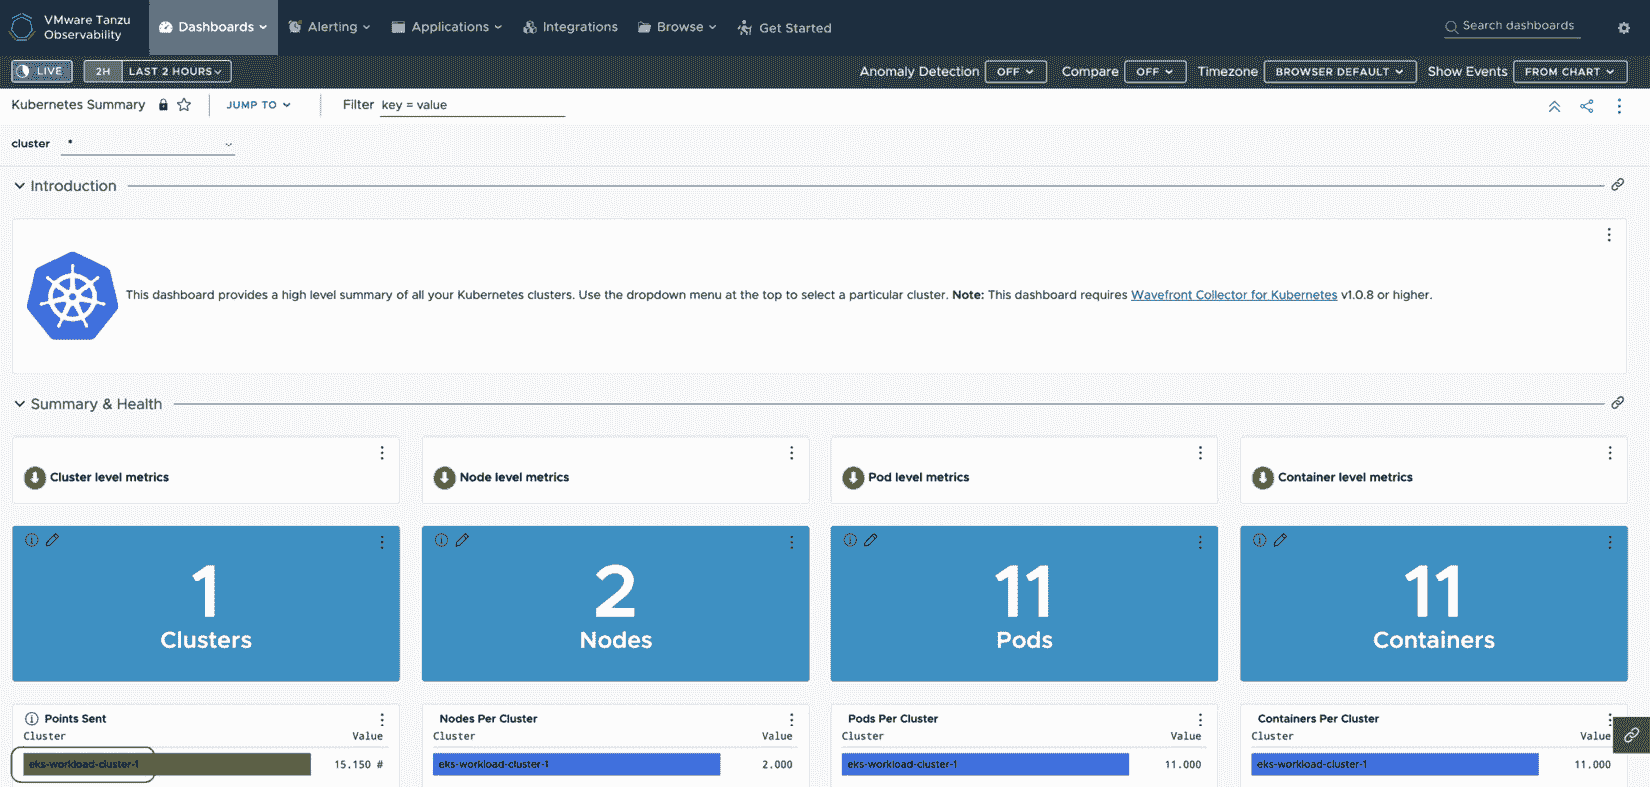 VMware Tanzu
Observability
Dashboards
Alerting
Applications
Integrations
Browse
Get Started
Search dashboards
LIVE
2H LAST 2 HOURS
Anomaly Detection OFF
Compare OFF
Timezone BROWSER DEFAULT
Show Events FROM CHART
Kubernetes Summary
JUMP TO
Filter key = value
cluster *
Introduction
This dashboard provides a high level summary of all your Kubernetes clusters. Use the dropdown menu at the top to select a particular cluster. Note: This dashboard requires Wavefront Collector for Kubernetes v1.0.8 or higher.
Summary & Health
Cluster level metrics
Node level metrics
Pod level metrics
Container level metrics
1
Clusters
2
Nodes
11
Pods
11
Containers
Points Sent
Cluster Value
eks-workload-cluster-1 15.150 #
Nodes Per Cluster
Cluster Value
eks-workload-cluster-1 2.000
Pods Per Cluster
Cluster Value
eks-workload-cluster-1 11.000
Containers Per Cluster
Cluster Value
eks-workload-cluster-1 11.000